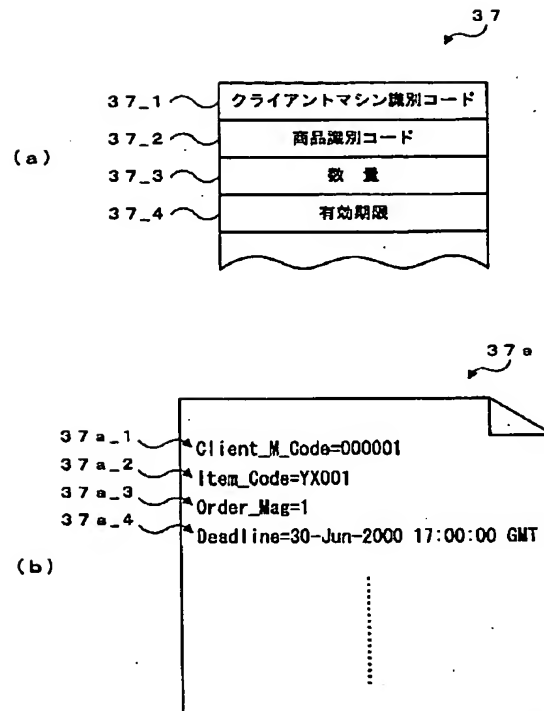 37
37_1 クライアントマシン識別コード
37_2 商品識別コード
(a)
37_3 数 量
37_4 有効期限
37a
37a_1 Client_M_Code=000001
37a_2 Item_Code=YX001
37a_3 Order_Mag=1
37a_4 Deadline=30-Jun-2000 17:00:00 GMT
(b)